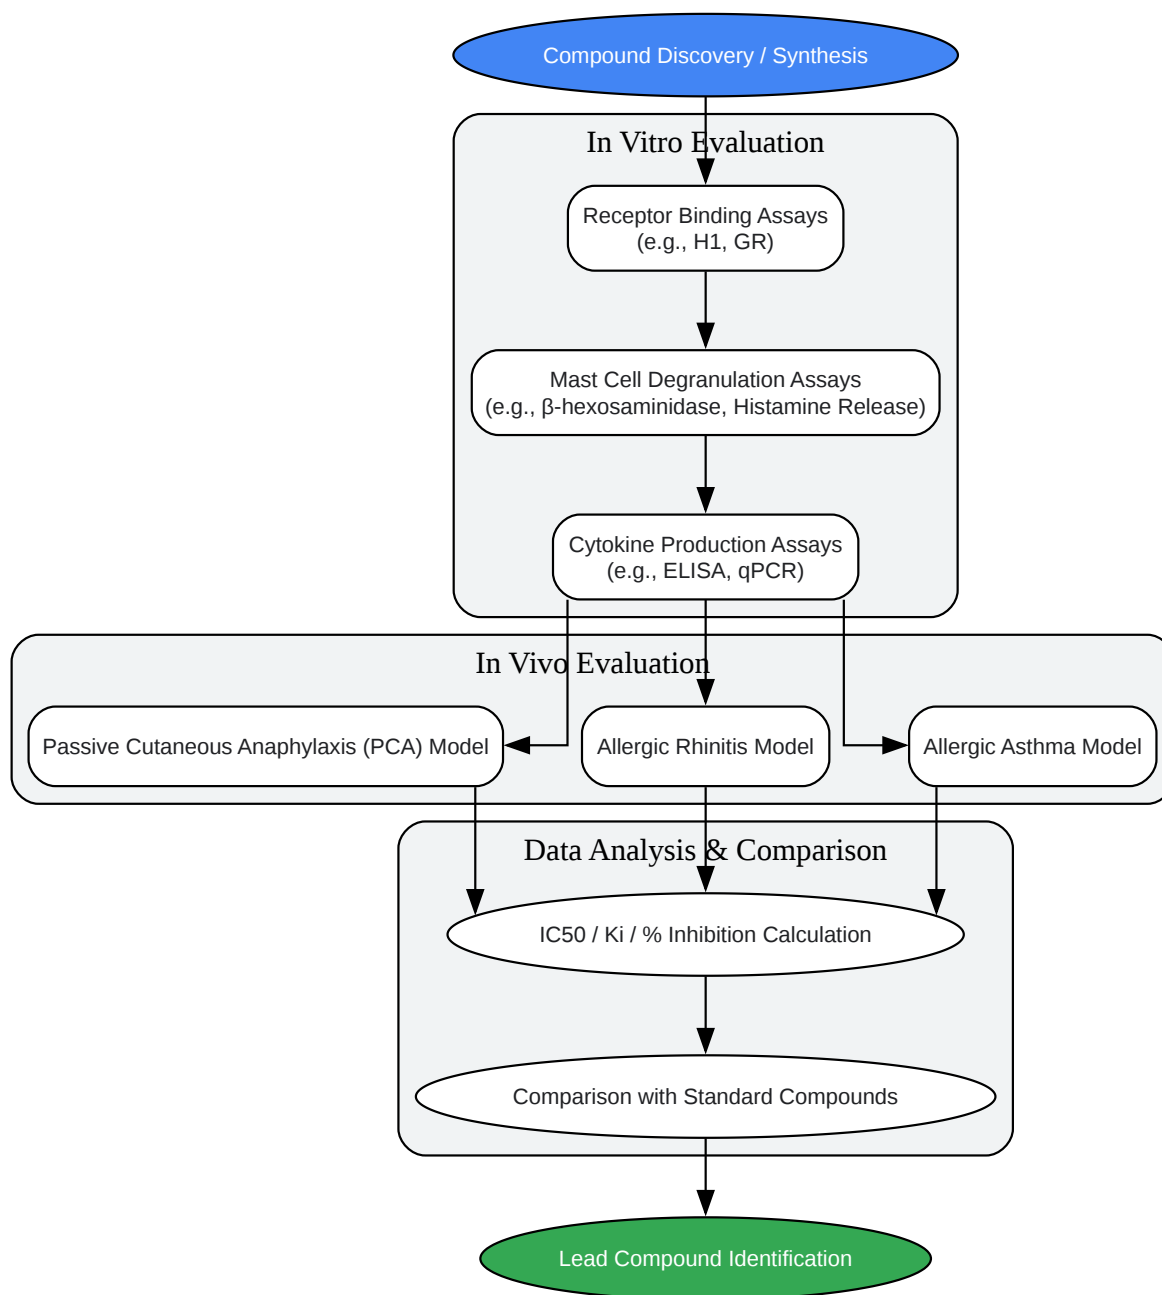 Compound Discovery / Synthesis
In Vitro Evaluation
Receptor Binding Assays
(e.g., H1, GR)
Mast Cell Degranulation Assays
(e.g., β-hexosaminidase, Histamine Release)
Cytokine Production Assays
(e.g., ELISA, qPCR)
In Vivo Evaluation
Passive Cutaneous Anaphylaxis (PCA) Model
Allergic Rhinitis Model
Allergic Asthma Model
Data Analysis & Comparison
IC50 / Ki / % Inhibition Calculation
Comparison with Standard Compounds
Lead Compound Identification